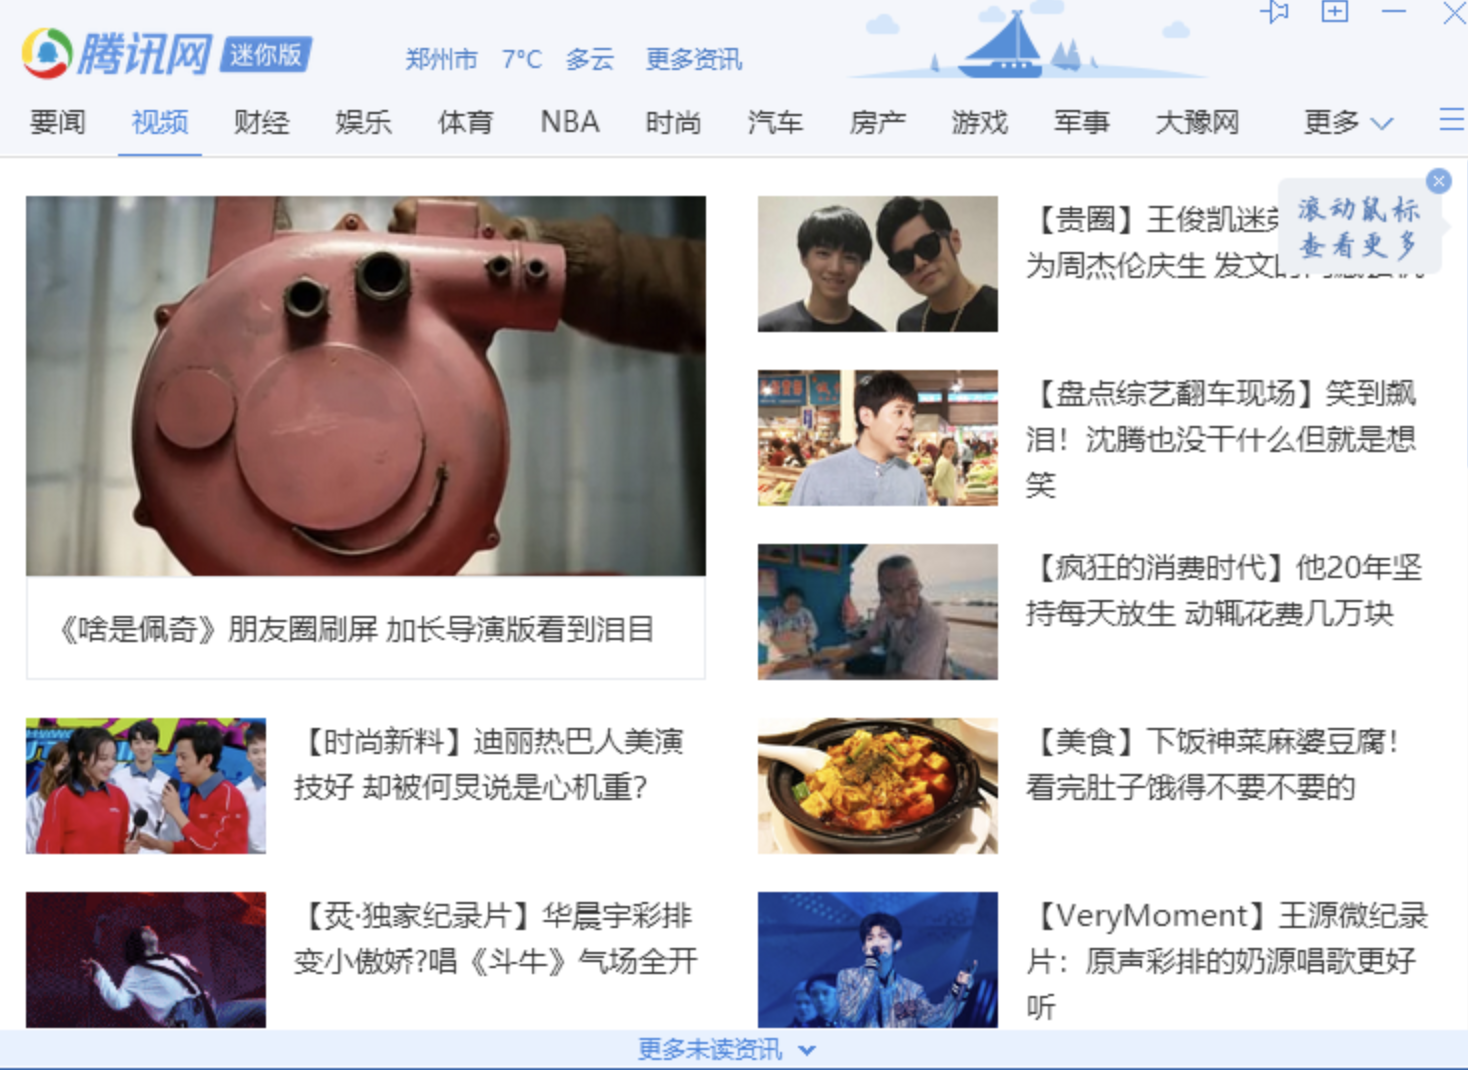 腾讯网 迷你版
郑州市 7°C 多云 更多资讯
要闻 视频 财经 娱乐 体育 NBA 时尚 汽车 房产 游戏 军事 大豫网 更多
《啥是佩奇》朋友圈刷屏 加长导演版看到泪目
【时尚新料】迪丽热巴人美演
技好 却被何炅说是心机重?
【烎·独家纪录片】华晨宇彩排
变小傲娇?唱《斗牛》气场全开
【贵圈】王俊凯迷
为周杰伦庆生 发文
滚动鼠标
查看更多
【盘点综艺翻车现场】笑到飙
泪！沈腾也没干什么但就是想
笑
【疯狂的消费时代】他20年坚
持每天放生 动辄花费几万块
【美食】下饭神菜麻婆豆腐！
看完肚子饿得不要不要的
【VeryMoment】王源微纪录
片：原声彩排的奶源唱歌更好
听
更多未读资讯